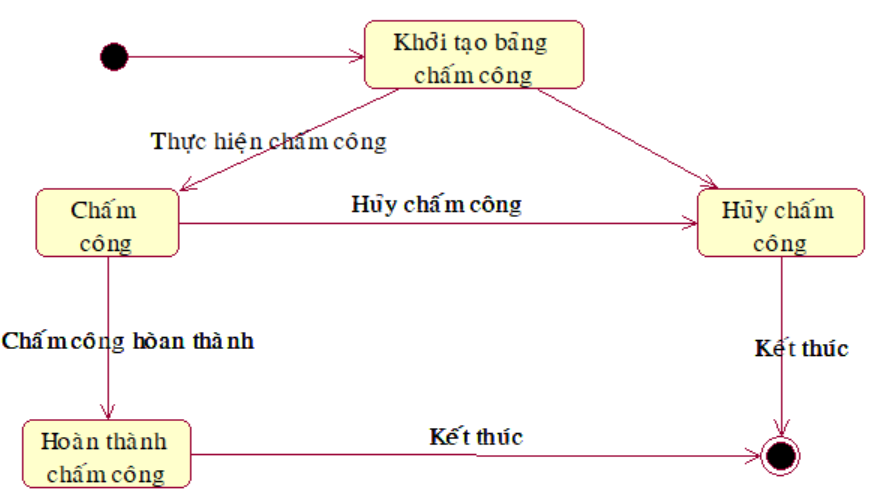 Khởi tạo bảng
chấm công
Thực hiện chấm công
Chấm
công
Hủy chấm công
Hủy chấm
công
Chấm công hòan thành
Kết thúc
Hoàn thành
chấm công
Kết thúc